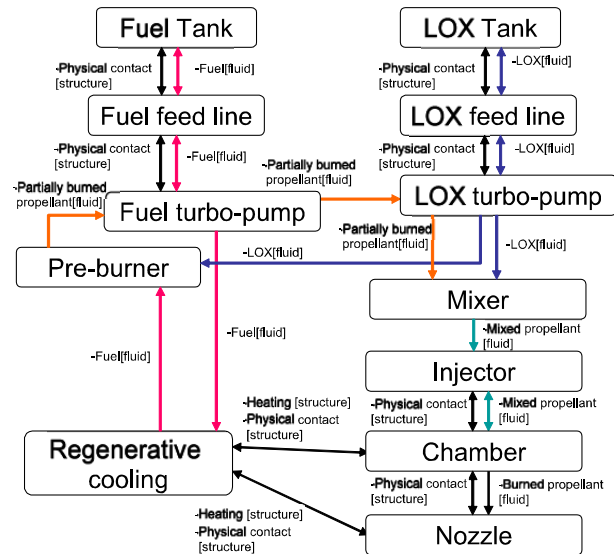 Fuel Tank
LOX Tank
-Physical contact
[structure]
-Fuel[fluid]
-Physical contact
[structure]
-LOX[fluid]
Fuel feed line
LOX feed line
-Physical contact
[structure]
-Fuel[fluid]
-Physical contact
[structure]
-LOX[fluid]
-Partially burned
propellant[fluid]
-Partially burned
propellant[fluid]
Fuel turbo-pump
LOX turbo-pump
-Partially burned
propellant[fluid]
-LOX[fluid]
-LOX[fluid]
Pre-burner
Mixer
-Fuel[fluid]
-Fuel[fluid]
-Mixed propellant
[fluid]
Injector
-Heating [structure]
-Physical contact
[structure]
-Physical contact
[structure]
-Mixed propellant
[fluid]
Regenerative
cooling
Chamber
-Heating [structure]
-Physical contact
[structure]
-Physical contact
[structure]
-Burned propellant
[fluid]
Nozzle